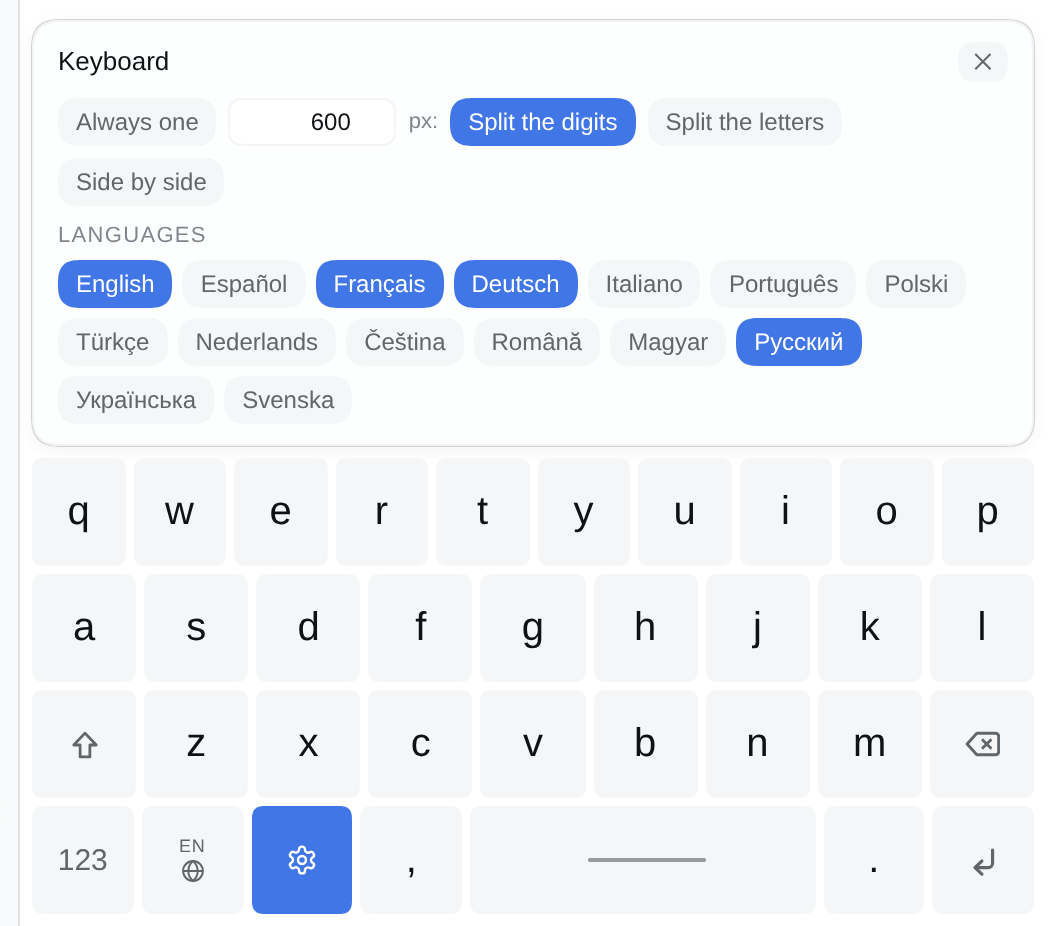 Keyboard
Always one 600 px: Split the digits Split the letters
Side by side
LANGUAGES
English Español Français Deutsch Italiano Português Polski
Türkçe Nederlands Čeština Română Magyar Русский
Українська Svenska
q w e r t y u i o p
a s d f g h j k l
z x c v b n m
123 EN , .